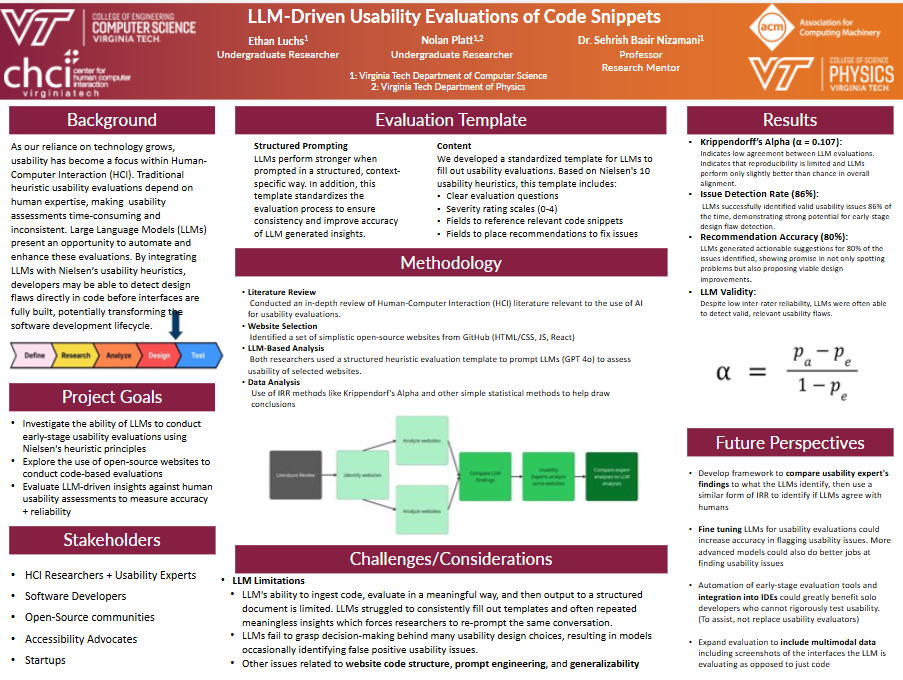 VT
COLLEGE OF ENGINEERING
COMPUTER SCIENCE
VIRGINIA TECH.
chci center for
human computer
interaction
virginiatech
LLM-Driven Usability Evaluations of Code Snippets
Ethan Luchs¹
Undergraduate Researcher
Nolan Platt¹,²
Undergraduate Researcher
Dr. Sehrish Basir Nizamani¹
Professor
Research Mentor
1: Virginia Tech Department of Computer Science
2: Virginia Tech Department of Physics
acm
Association for
Computing Machinery
VT
COLLEGE OF SCIENCE
PHYSICS
VIRGINIA TECH.
Background
As our reliance on technology grows,
usability has become a focus within Human-
Computer Interaction (HCI). Traditional
heuristic usability evaluations depend on
human expertise, making usability
assessments time-consuming and
inconsistent. Large Language Models (LLMs)
present an opportunity to automate and
enhance these evaluations. By integrating
LLMs with Nielsen's usability heuristics,
developers may be able to detect design
flaws directly in code before interfaces are
fully built, potentially transforming the
software development lifecycle.
Define
Research
Analyze
Design
Test
Project Goals
• Investigate the ability of LLMs to conduct
early-stage usability evaluations using
Nielsen's heuristic principles
• Explore the use of open-source websites to
conduct code-based evaluations
• Evaluate LLM-driven insights against human
usability assessments to measure accuracy
+ reliability
Stakeholders
• HCI Researchers + Usability Experts
• Software Developers
• Open-Source communities
• Accessibility Advocates
• Startups
Evaluation Template
Structured Prompting
LLMs perform stronger when
prompted in a structured, context-
specific way. In addition, this
template standardizes the
evaluation process to ensure
consistency and improve accuracy
of LLM generated insights.
Content
We developed a standardized template for LLMs to
fill out usability evaluations. Based on Nielsen's 10
usability heuristics, this template includes:
• Clear evaluation questions
• Severity rating scales (0-4)
• Fields to reference relevant code snippets
• Fields to place recommendations to fix issues
Methodology
• Literature Review
Conducted an in-depth review of Human-Computer Interaction (HCI) literature relevant to the use of AI
for usability evaluations.
• Website Selection
Identified a set of simplistic open-source websites from GitHub (HTML/CSS, JS, React)
• LLM-Based Analysis
Both researchers used a structured heuristic evaluation template to prompt LLMs (GPT 4o) to assess
usability of selected websites.
• Data Analysis
Use of IRR methods like Krippendorf's Alpha and other simple statistical methods to help draw
conclusions
Literature Review
Identify websites
Analyze websites
Analyze websites
Compare LLM
findings
Usability
Experts analyze
same websites
Compare expert
analyses to LLM
analyses
Challenges/Considerations
• LLM Limitations
• LLM's ability to ingest code, evaluate in a meaningful way, and then output to a structured
document is limited. LLMs struggled to consistently fill out templates and often repeated
meaningless insights which forces researchers to re-prompt the same conversation.
• LLMs fail to grasp decision-making behind many usability design choices, resulting in models
occasionally identifying false positive usability issues.
• Other issues related to website code structure, prompt engineering, and generalizability
Results
• Krippendorff's Alpha (α = 0.107):
Indicates low agreement between LLM evaluations.
Indicates that reproducibility is limited and LLMs
perform only slightly better than chance in overall
alignment.
• Issue Detection Rate (86%):
LLMs successfully identified valid usability issues 86% of
the time, demonstrating strong potential for early-stage
design flaw detection.
• Recommendation Accuracy (80%):
LLMs generated actionable suggestions for 80% of the
issues identified, showing promise in not only spotting
problems but also proposing viable design
improvements.
• LLM Validity:
Despite low inter-rater reliability, LLMs were often able
to detect valid, relevant usability flaws.
α = (pₐ − pₑ) / (1 − pₑ)
Future Perspectives
• Develop framework to compare usability expert's
findings to what the LLMs identify, then use a
similar form of IRR to identify if LLMs agree with
humans
• Fine tuning LLMs for usability evaluations could
increase accuracy in flagging usability issues. More
advanced models could also do better jobs at
finding usability issues
• Automation of early-stage evaluation tools and
integration into IDEs could greatly benefit solo
developers who cannot rigorously test usability.
(To assist, not replace usability evaluators)
• Expand evaluation to include multimodal data
including screenshots of the interfaces the LLM is
evaluating as opposed to just code